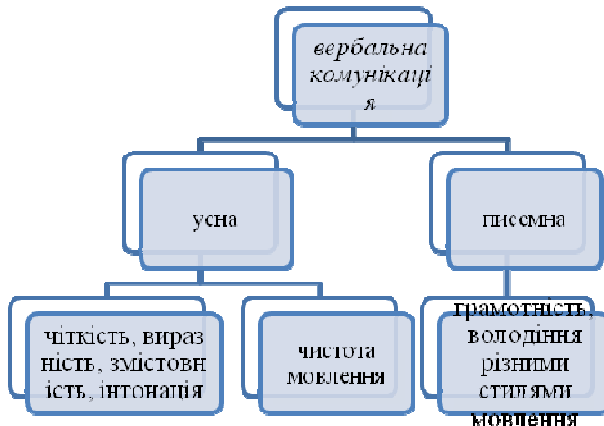 вербальна
комунікаці
я
усна
писемна
чіткість, вираз
ність, змістовн
ість, інтонація
чистота
мовлення
грамотність,
володіння
різними
стилями
мовлення